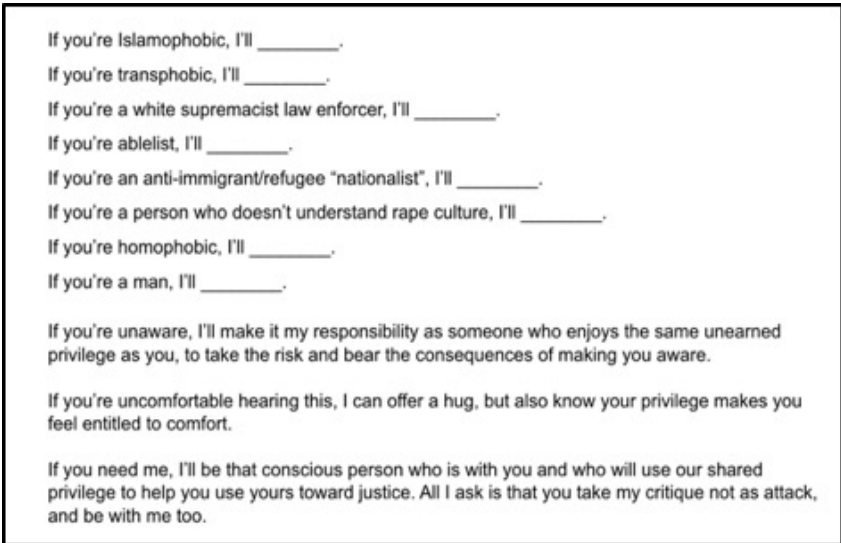 If you're Islamophobic, I'll ________.
If you're transphobic, I'll ________.
If you're a white supremacist law enforcer, I'll ________.
If you're ablelist, I'll ________.
If you're an anti-immigrant/refugee “nationalist”, I'll ________.
If you're a person who doesn't understand rape culture, I'll ________.
If you're homophobic, I'll ________.
If you're a man, I'll ________.
If you're unaware, I'll make it my responsibility as someone who enjoys the same unearned
privilege as you, to take the risk and bear the consequences of making you aware.
If you're uncomfortable hearing this, I can offer a hug, but also know your privilege makes you
feel entitled to comfort.
If you need me, I'll be that conscious person who is with you and who will use our shared
privilege to help you use yours toward justice. All I ask is that you take my critique not as attack,
and be with me too.